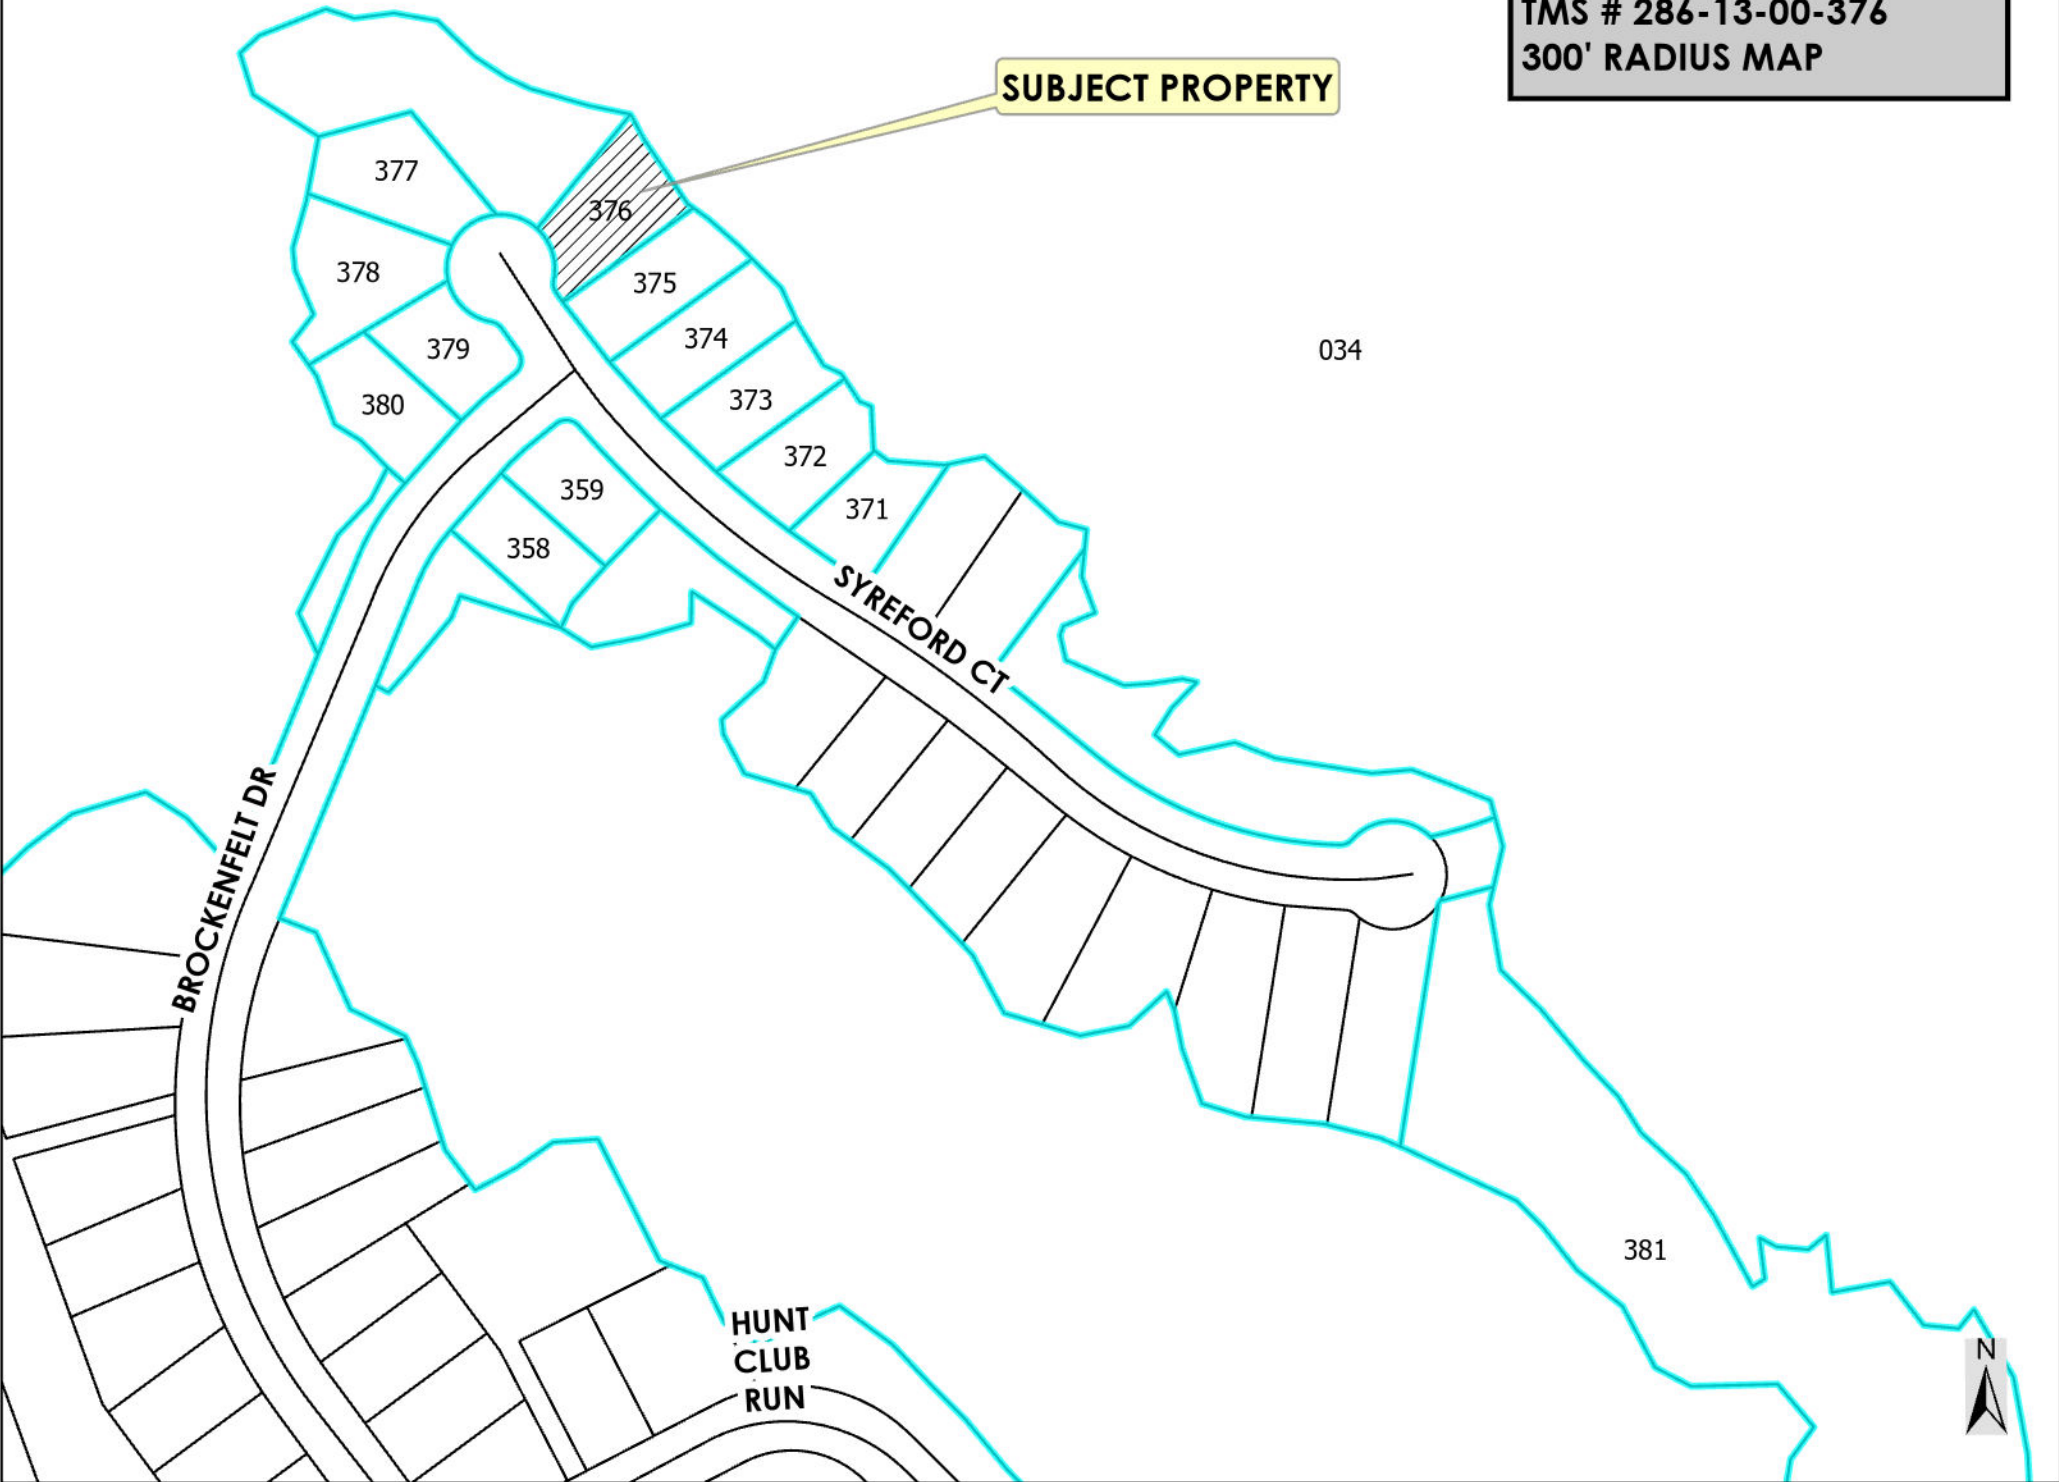 TMS # 286-13-00-376
300' RADIUS MAP
SUBJECT PROPERTY
377
376
378
375
374
034
379
380
373
372
359
371
358
SYREFORD CT
BROCKENFELT DR
381
HUNT
CLUB
RUN
N